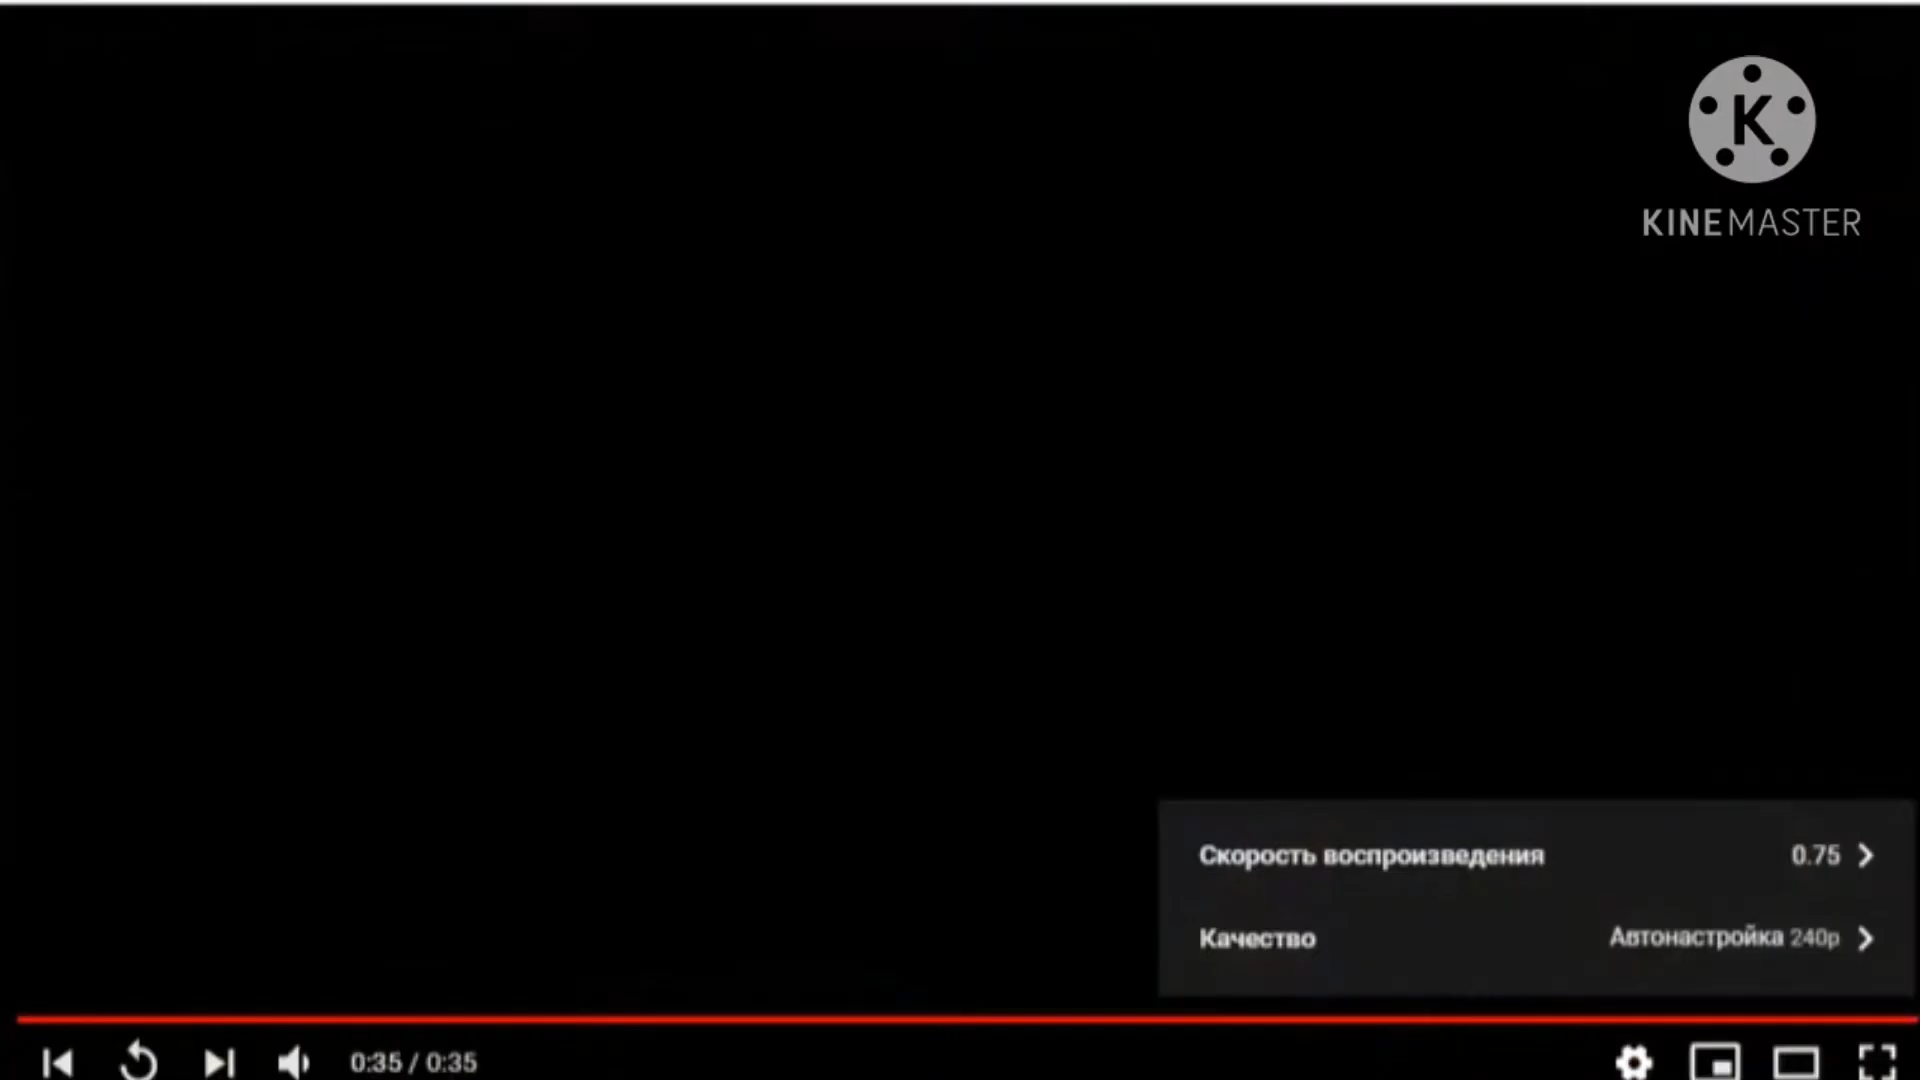 K
KINEMASTER
Скорость воспроизведения 0.75
Качество Автонастройка 240p
0:35 / 0:35